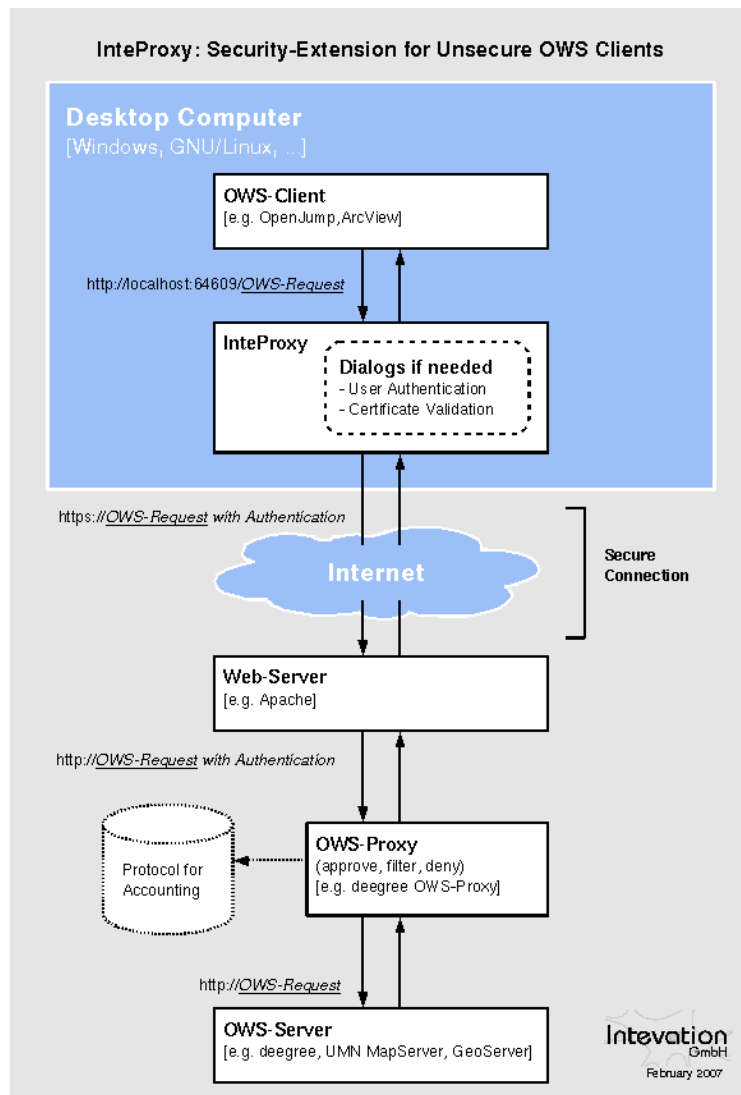 InteProxy: Security-Extension for Unsecure OWS Clients
Desktop Computer
[Windows, GNU/Linux, ...]
OWS-Client
[e.g. OpenJump,ArcView]
http://localhost:64609/OWS-Request
InteProxy
Dialogs if needed
- User Authentication
- Certificate Validation
https://OWS-Request with Authentication
Internet
Secure
Connection
Web-Server
[e.g. Apache]
http://OWS-Request with Authentication
OWS-Proxy
(approve, filter, deny)
[e.g. deegree OWS-Proxy]
Protocol for
Accounting
http://OWS-Request
OWS-Server
[e.g. deegree, UMN MapServer, GeoServer]
Intevation
GmbH
February 2007